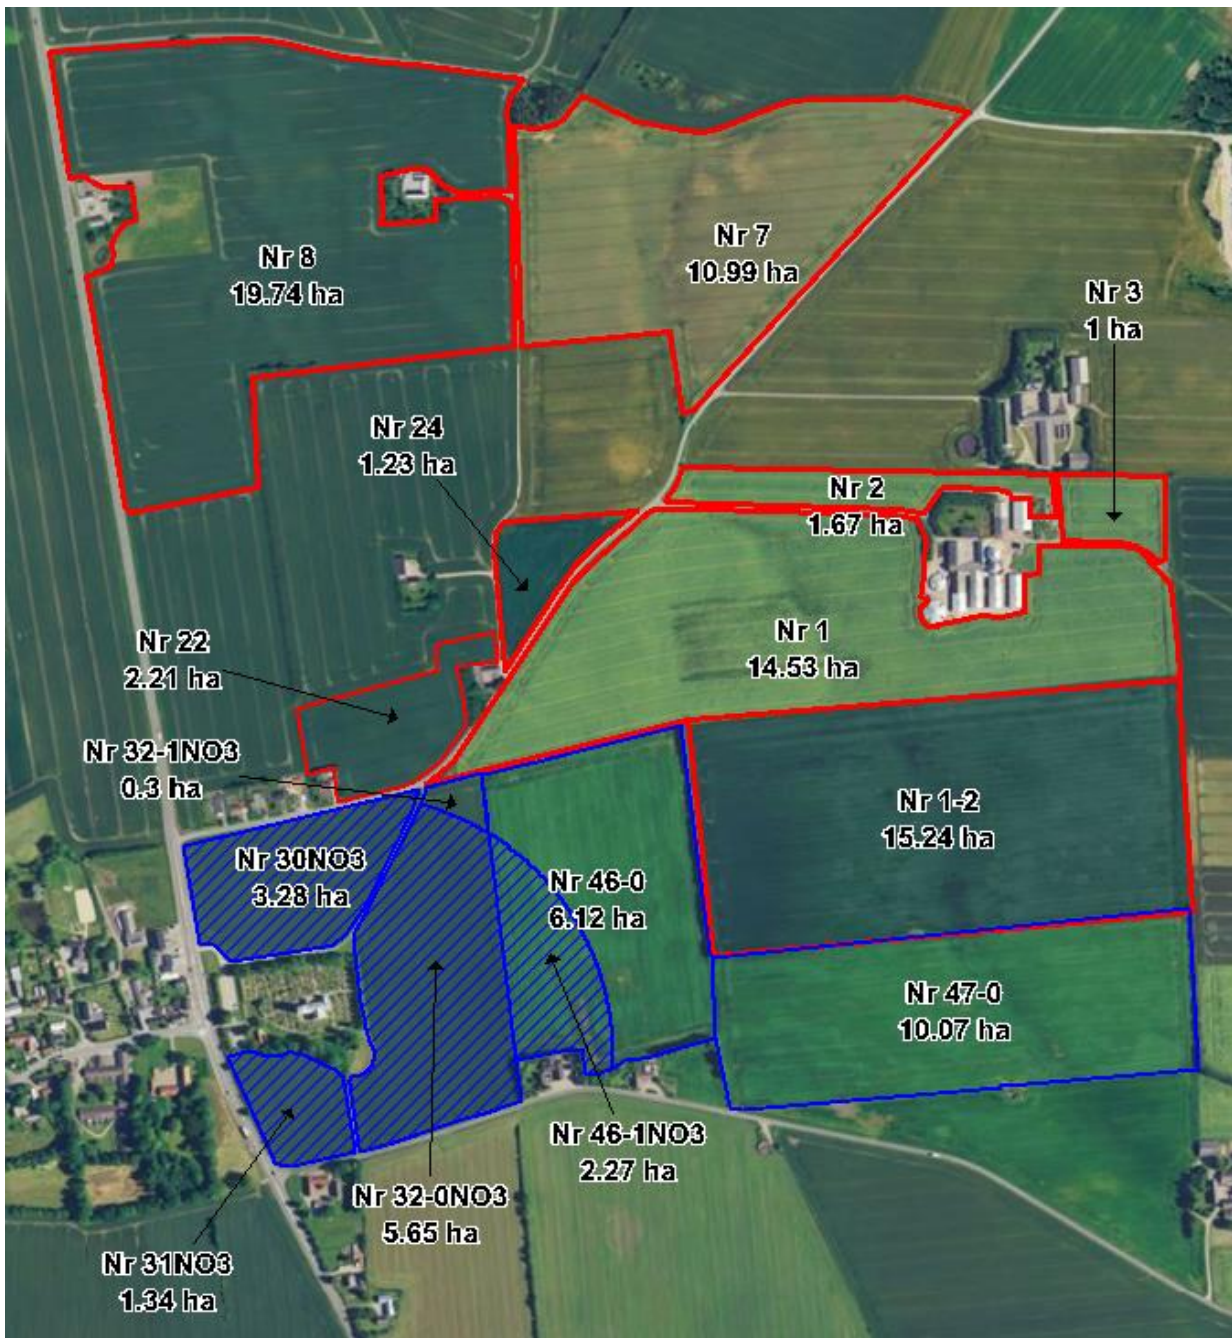 Nr 7
10.99 ha
Nr 8
19.74 ha
Nr 3
1 ha
Nr 24
1.23 ha
Nr 2
1.67 ha
Nr 22
2.21 ha
Nr 1
14.53 ha
Nr 32-1NO3
0.3 ha
Nr 1-2
15.24 ha
Nr 30NO3
3.28 ha
Nr 46-0
6.12 ha
Nr 47-0
10.07 ha
Nr 46-1NO3
2.27 ha
Nr 32-0NO3
5.65 ha
Nr 31NO3
1.34 ha